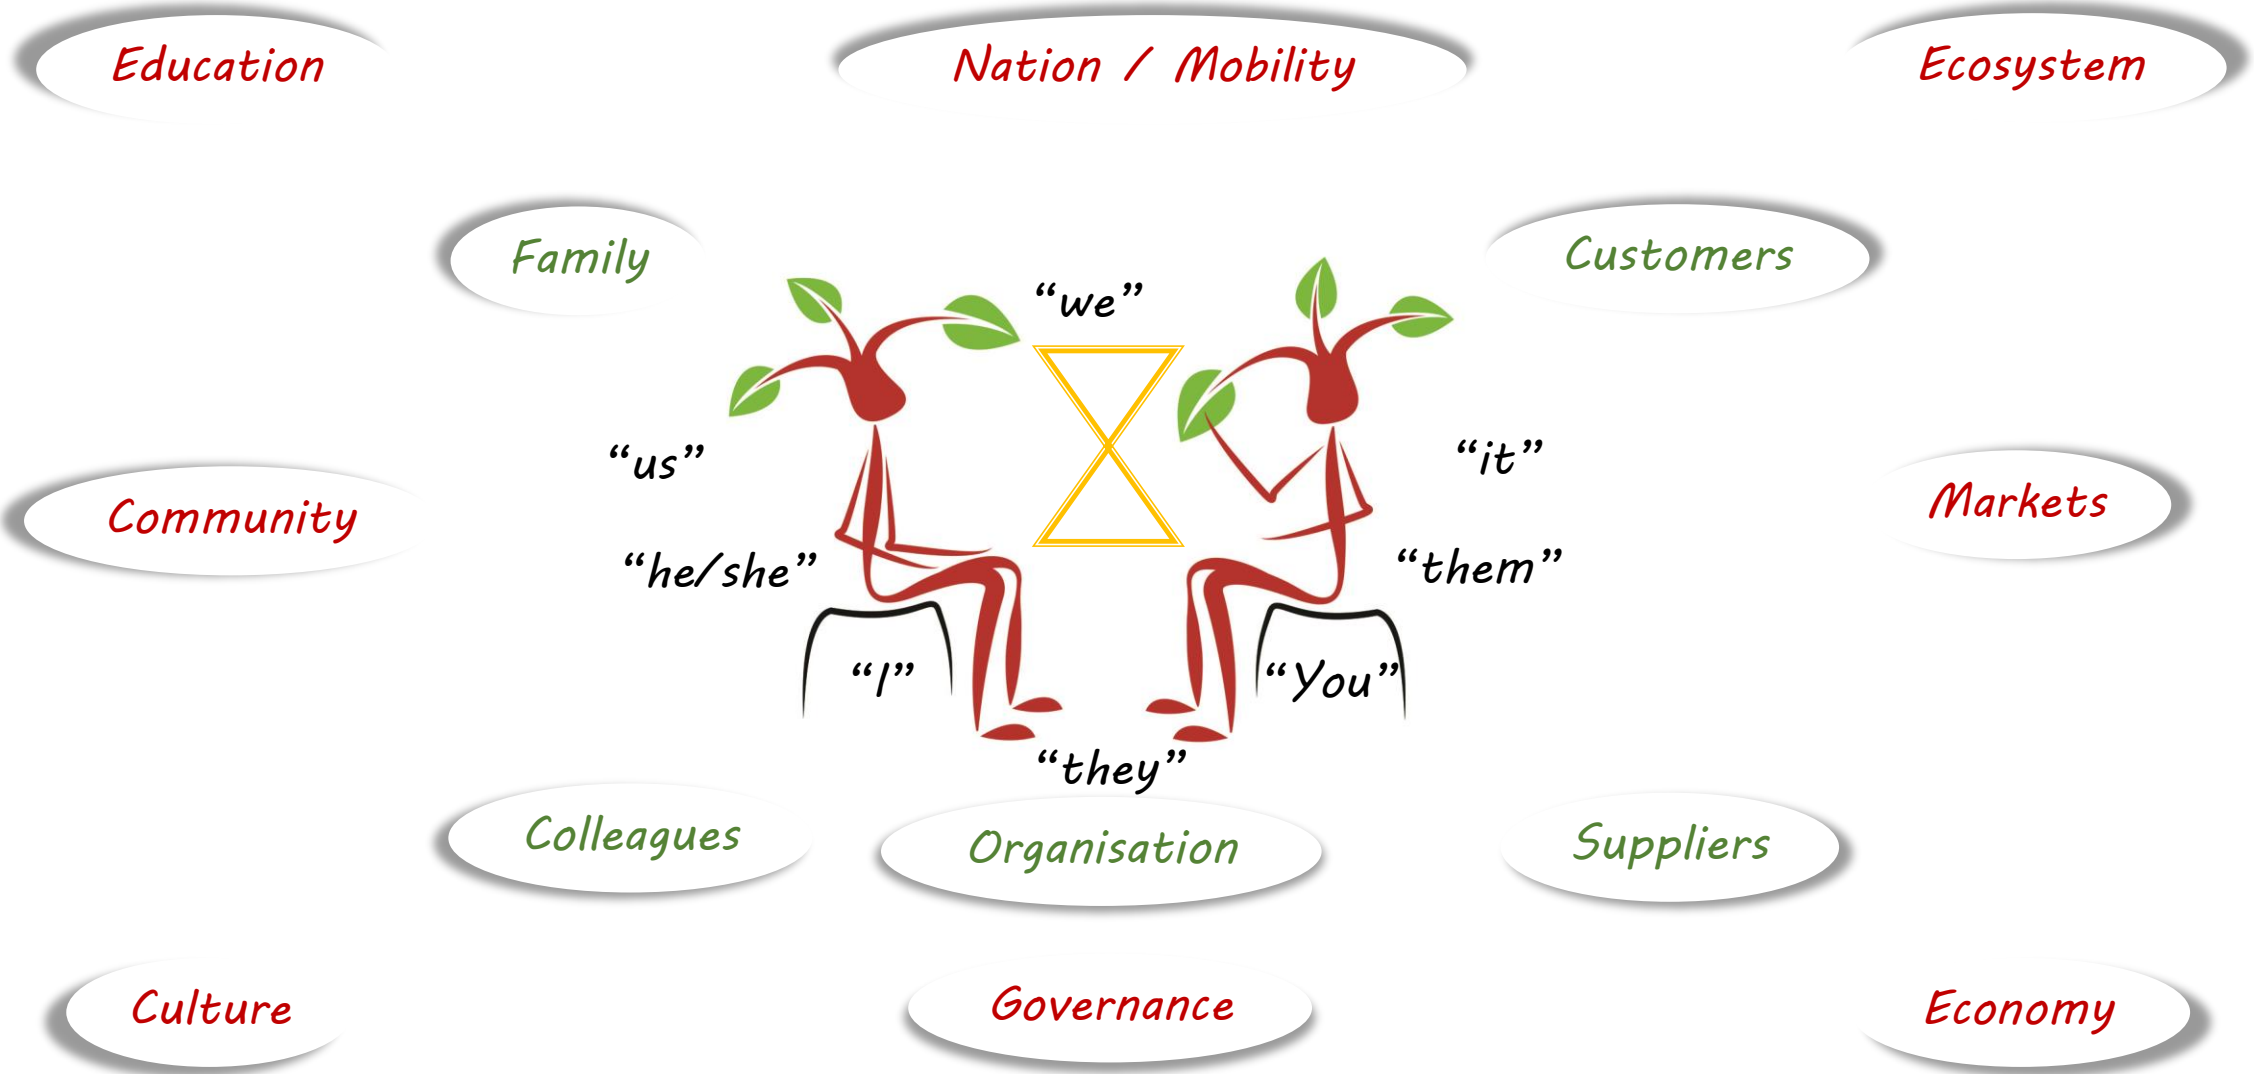 Education
Nation / Mobility
Ecosystem
Family
Customers
“we”
“us”
“it”
Community
Markets
“he/she”
“them”
“I”
“You”
“they”
Colleagues
Organisation
Suppliers
Culture
Governance
Economy